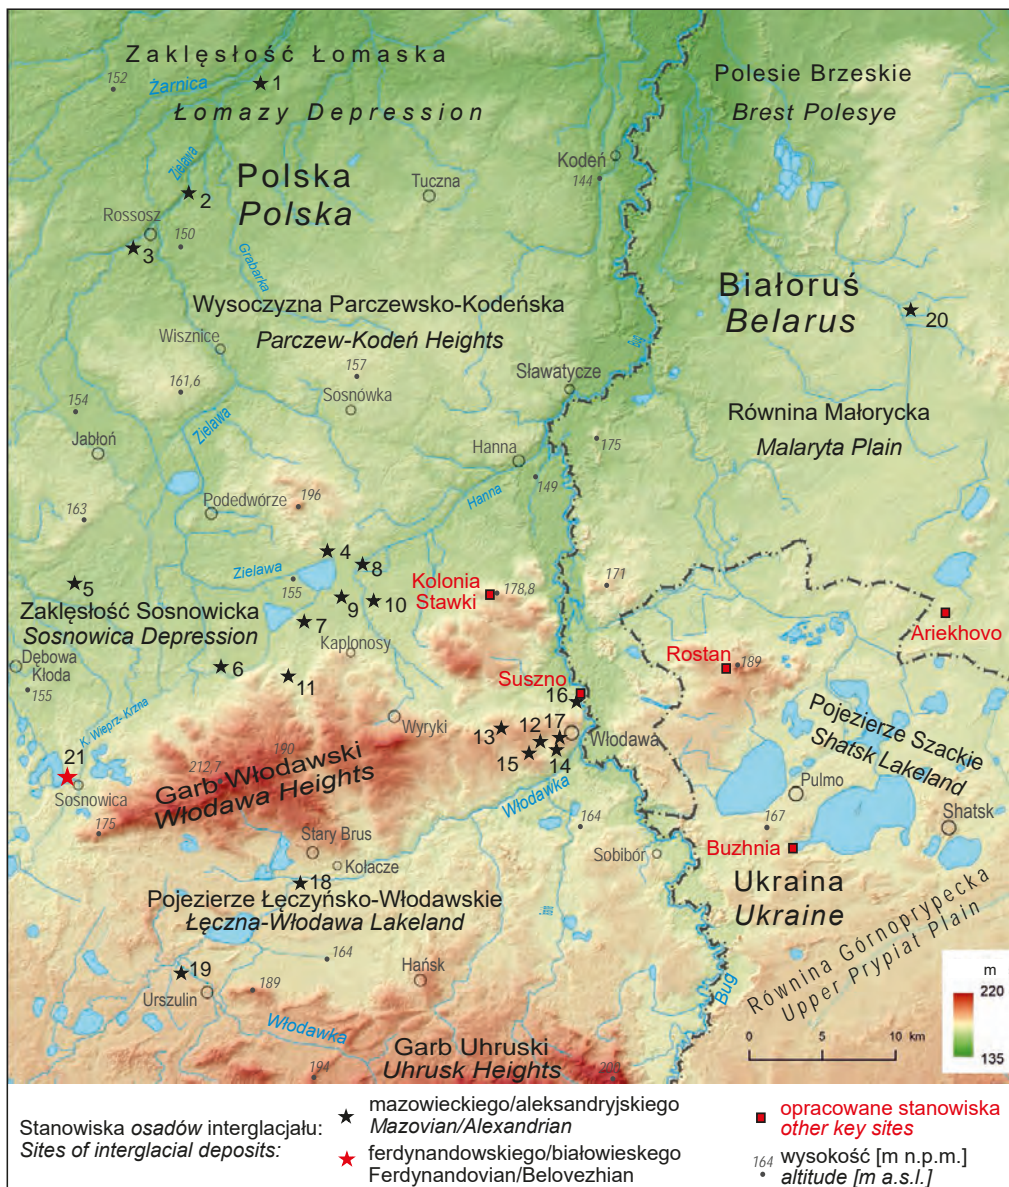 Zaklęsłość Łomaska
152
Żarnica
1
Łomazy Depression
Polesie Brzeskie
Brest Polesye
Kodeń
144
Zielawa
2
Polska
Polska
Tuczna
Rossosz
150
3
Grabarka
Białoruś
Belarus
20
Wysoczyzna Parczewsko-Kodeńska
Parczew-Kodeń Heights
Wisznice
157
161,6
Sosnówka
Sławatycze
154
Zielawa
Jabłoń
Równina Małorycka
Malaryta Plain
Hanna
175
149
Hanna
Podedwórze
196
163
4
8
Zielawa
155
5
Kolonia
Stawki
178,8
171
9
10
7
Zaklęsłość Sosnowicka
Sosnowica Depression
Ariekhovo
Kaplonosy
Rostan
189
Dębowa
Kłoda
155
6
11
Suszno
16
K. Wieprz- Krzna
Wyryki
13
12
17
Włodawa
15
14
Pojezierze Szackie
Shatsk Lakeland
21
Sosnowica
190
212,7
Garb Włodawski
Włodawa Heights
Włodawka
Pulmo
175
164
167
Shatsk
Stary Brus
Kołacze
Sobibór
Buzhnia
18
Pojezierze Łęczyńsko-Włodawskie
Łęczna-Włodawa Lakeland
Ukraina
Ukraine
Równina Górnoprypecka
Upper Prypiat Plain
164
19
Urszulin
189
Hańsk
Bug
Włodawka
Garb Uhruski
Uhrusk Heights
194
200
m
220
135
0 5 10 km
Stanowiska osadów interglacjału:
Sites of interglacial deposits:
mazowieckiego/aleksandryjskiego
Mazovian/Alexandrian
ferdynandowskiego/białowieskego
Ferdynandovian/Belovezhian
opracowane stanowiska
other key sites
164
wysokość [m n.p.m.]
altitude [m a.s.l.]